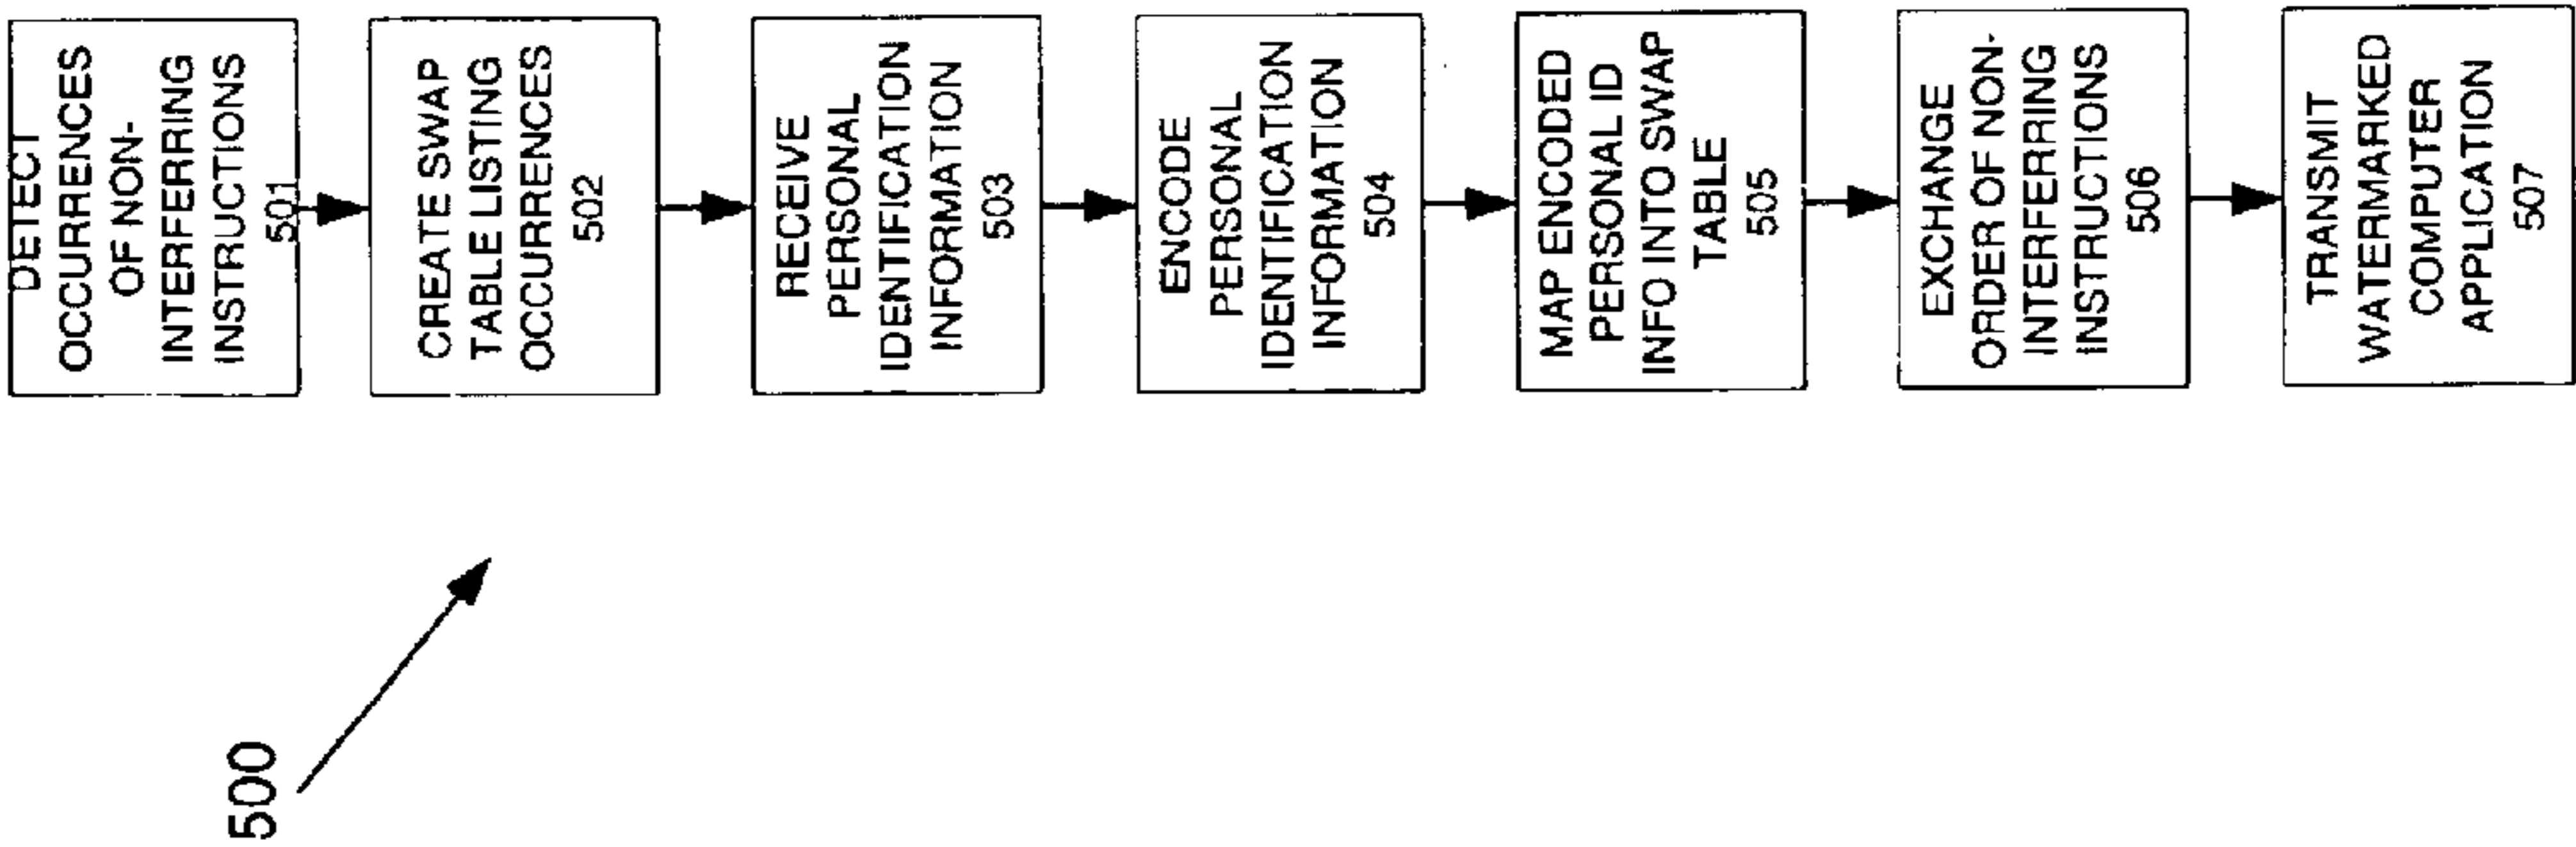 500
DETECT
OCCURRENCES
OF NON-
INTERFERRING
INSTRUCTIONS
501
CREATE SWAP
TABLE LISTING
OCCURRENCES
502
RECEIVE
PERSONAL
IDENTIFICATION
INFORMATION
503
ENCODE
PERSONAL
IDENTIFICATION
INFORMATION
504
MAP ENCODED
PERSONAL ID
INFO INTO SWAP
TABLE
505
EXCHANGE
ORDER OF NON-
INTERFERRING
INSTRUCTIONS
506
TRANSMIT
WATERMARKED
COMPUTER
APPLICATION
507